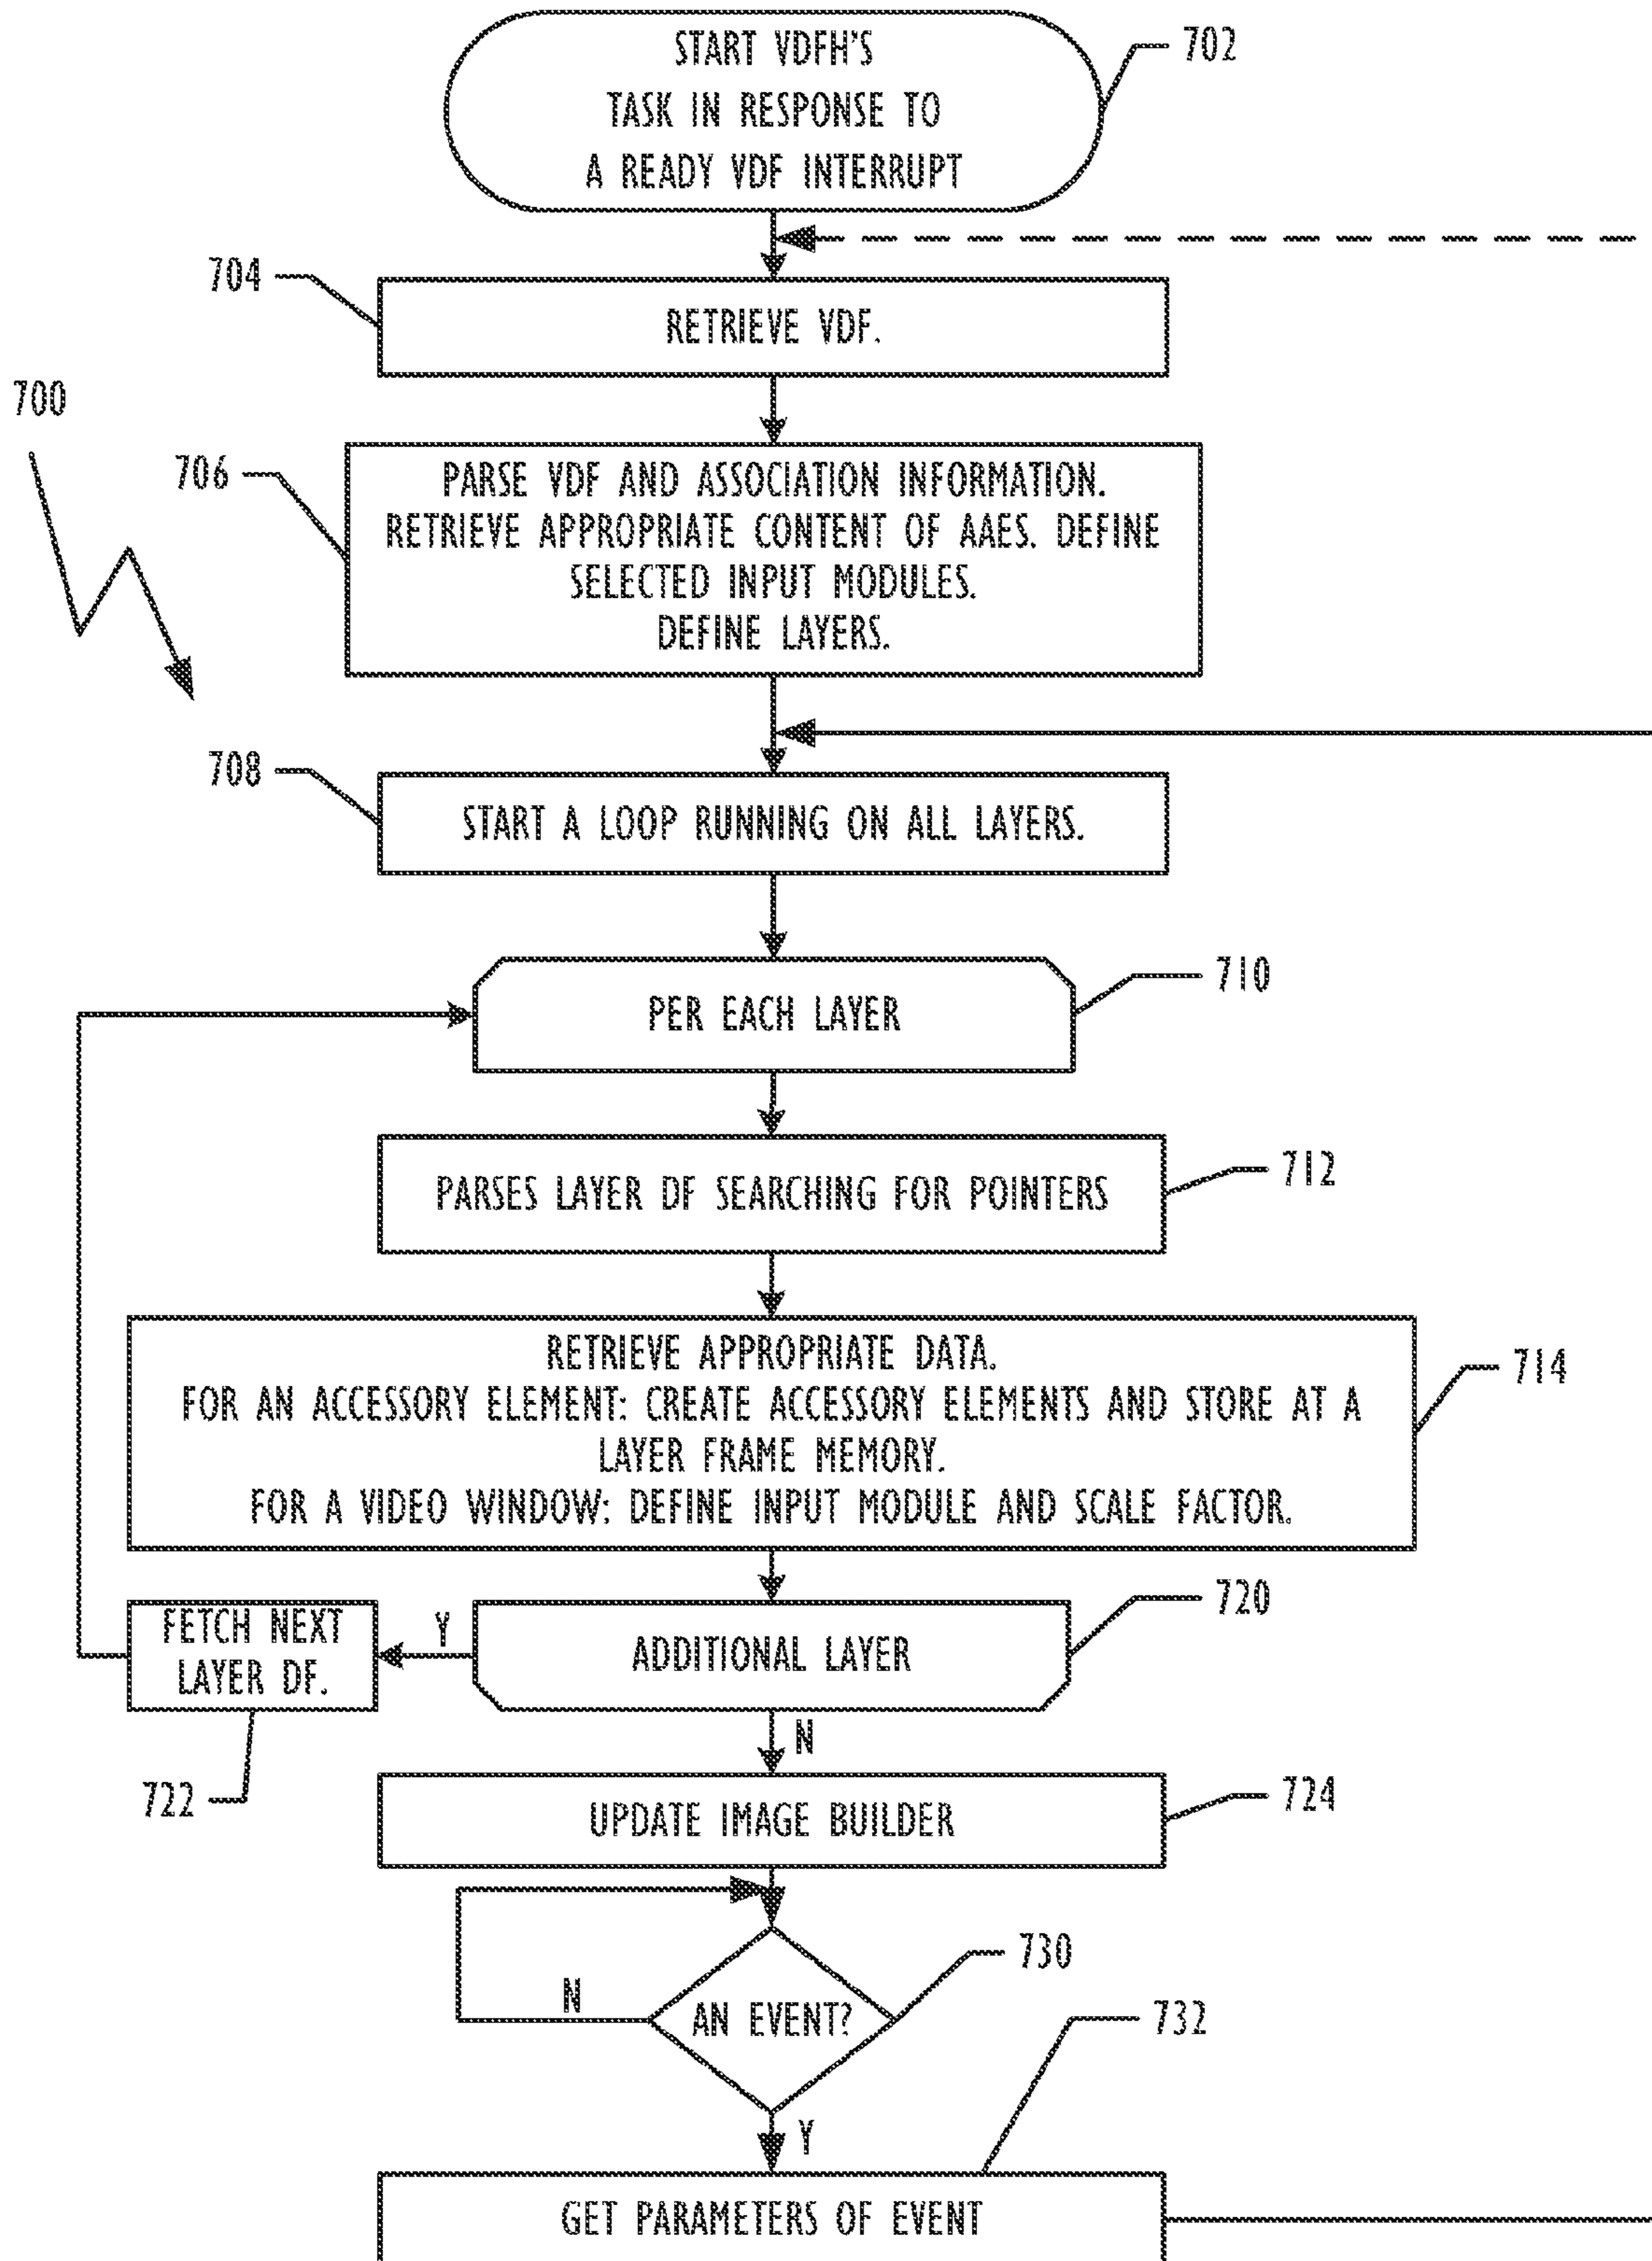 START VDFH'S
TASK IN RESPONSE TO
A READY VDF INTERRUPT
702
704
RETRIEVE VDF.
700
706
PARSE VDF AND ASSOCIATION INFORMATION.
RETRIEVE APPROPRIATE CONTENT OF AAES. DEFINE
SELECTED INPUT MODULES.
DEFINE LAYERS.
708
START A LOOP RUNNING ON ALL LAYERS.
710
PER EACH LAYER
712
PARSES LAYER DF SEARCHING FOR POINTERS
714
RETRIEVE APPROPRIATE DATA.
FOR AN ACCESSORY ELEMENT: CREATE ACCESSORY ELEMENTS AND STORE AT A
LAYER FRAME MEMORY.
FOR A VIDEO WINDOW: DEFINE INPUT MODULE AND SCALE FACTOR.
720
FETCH NEXT
LAYER DF.
Y
ADDITIONAL LAYER
N
722
724
UPDATE IMAGE BUILDER
730
N
AN EVENT?
732
Y
GET PARAMETERS OF EVENT